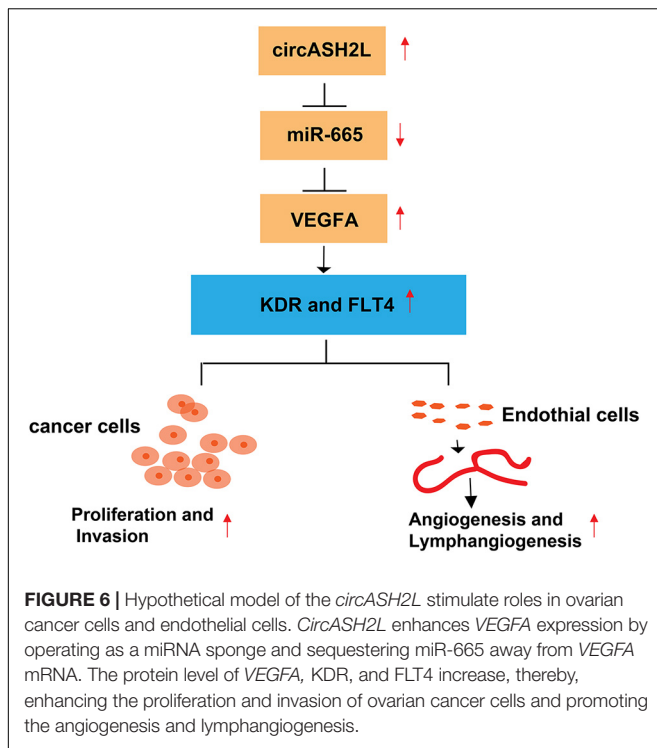 circASH2L
miR-665
VEGFA
KDR and FLT4
cancer cells
Endothial cells
Proliferation and
Invasion
Angiogenesis and
Lymphangiogenesis
FIGURE 6 | Hypothetical model of the circASH2L stimulate roles in ovarian
cancer cells and endothelial cells. CircASH2L enhances VEGFA expression by
operating as a miRNA sponge and sequestering miR-665 away from VEGFA
mRNA. The protein level of VEGFA, KDR, and FLT4 increase, thereby,
enhancing the proliferation and invasion of ovarian cancer cells and promoting
the angiogenesis and lymphangiogenesis.